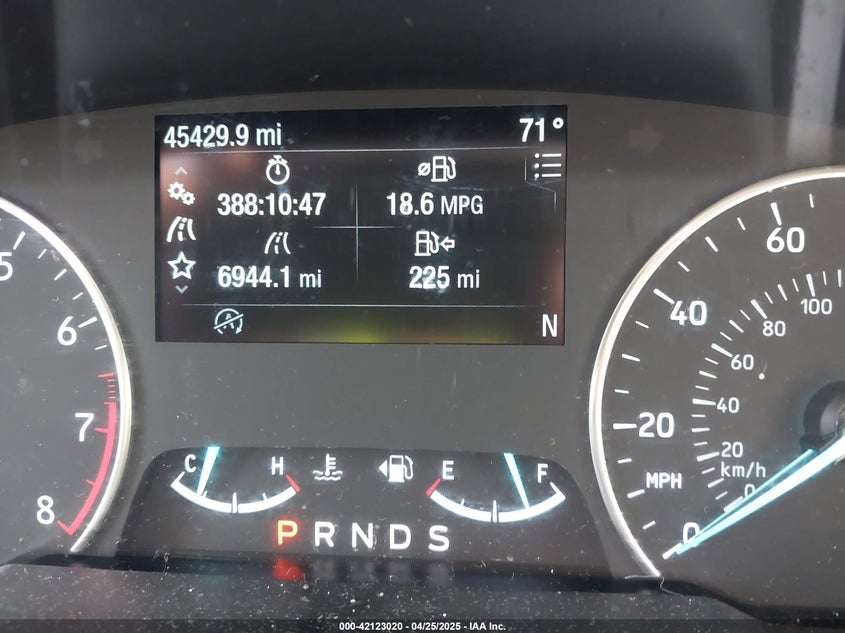 45429.9 mi 71°
388:10:47 18.6 MPG
6944.1 mi 225 mi
A N
5
6
7
8
C H E F
P R N D S
60
40
20
MPH
0
100
80
60
40
20
km/h
0
000-42123020 | 04/25/2025 - IAA Inc.